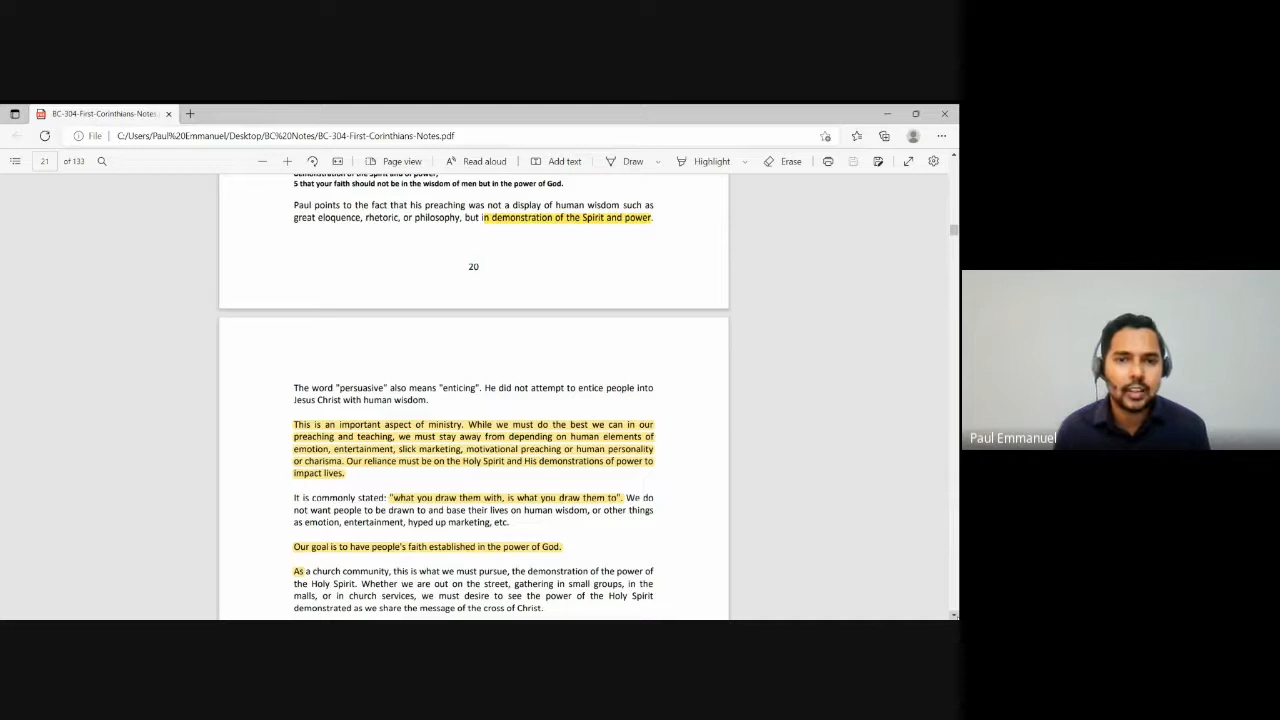 BC-304-First-Corinthians-Notes.
File
C:/Users/Paul%20Emmanuel/Desktop/BC%20Notes/BC-304-First-Corinthians-Notes.pdf
21 of 133
Page view
Read aloud
Add text
Draw
Highlight
Erase
demonstration of the Spirit and of power,
5 that your faith should not be in the wisdom of men but in the power of God.
Paul points to the fact that his preaching was not a display of human wisdom such as
great eloquence, rhetoric, or philosophy, but in demonstration of the Spirit and power.
20
The word "persuasive" also means "enticing". He did not attempt to entice people into
Jesus Christ with human wisdom.
This is an important aspect of ministry. While we must do the best we can in our
preaching and teaching, we must stay away from depending on human elements of
emotion, entertainment, slick marketing, motivational preaching or human personality
or charisma. Our reliance must be on the Holy Spirit and His demonstrations of power to
impact lives.
It is commonly stated: "what you draw them with, is what you draw them to". We do
not want people to be drawn to and base their lives on human wisdom, or other things
as emotion, entertainment, hyped up marketing, etc.
Our goal is to have people's faith established in the power of God.
As a church community, this is what we must pursue, the demonstration of the power of
the Holy Spirit. Whether we are out on the street, gathering in small groups, in the
malls, or in church services, we must desire to see the power of the Holy Spirit
demonstrated as we share the message of the cross of Christ.
Paul Emmanuel